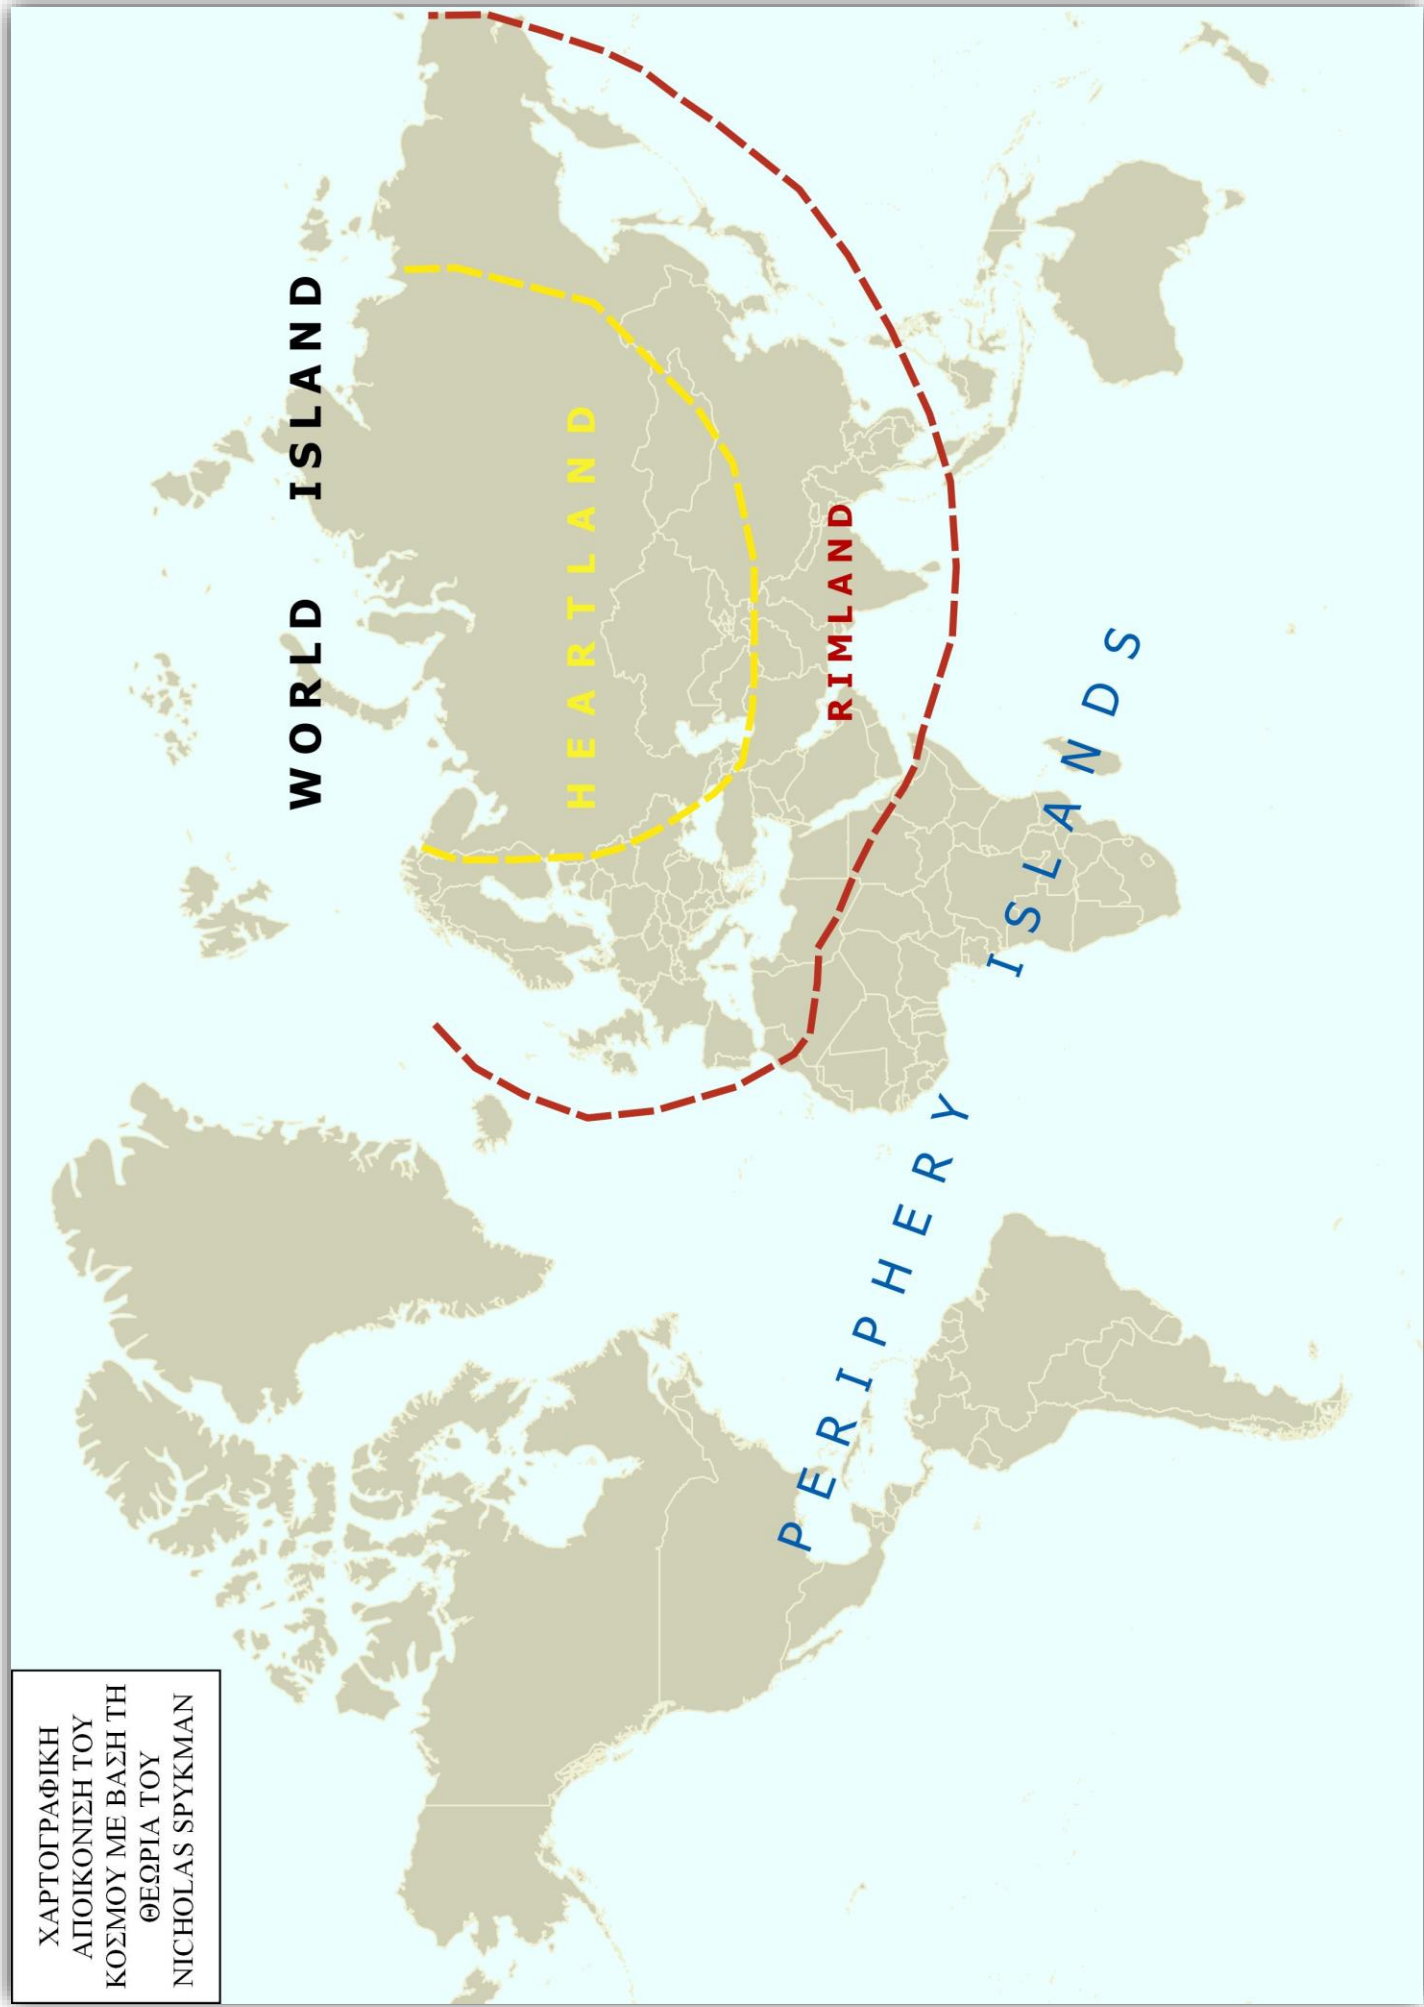 ΧΑΡΤΟΓΡΑΦΙΚΗ
ΑΠΟΙΚΟΝΙΣΗ ΤΟΥ
ΚΟΣΜΟΥ ΜΕ ΒΑΣΗ ΤΗ
ΘΕΩΡΙΑ ΤΟΥ
NICHOLAS SPYKMAN
WORLD ISLAND
HEARTLAND
RIMLAND
PERIPHERY ISLANDS